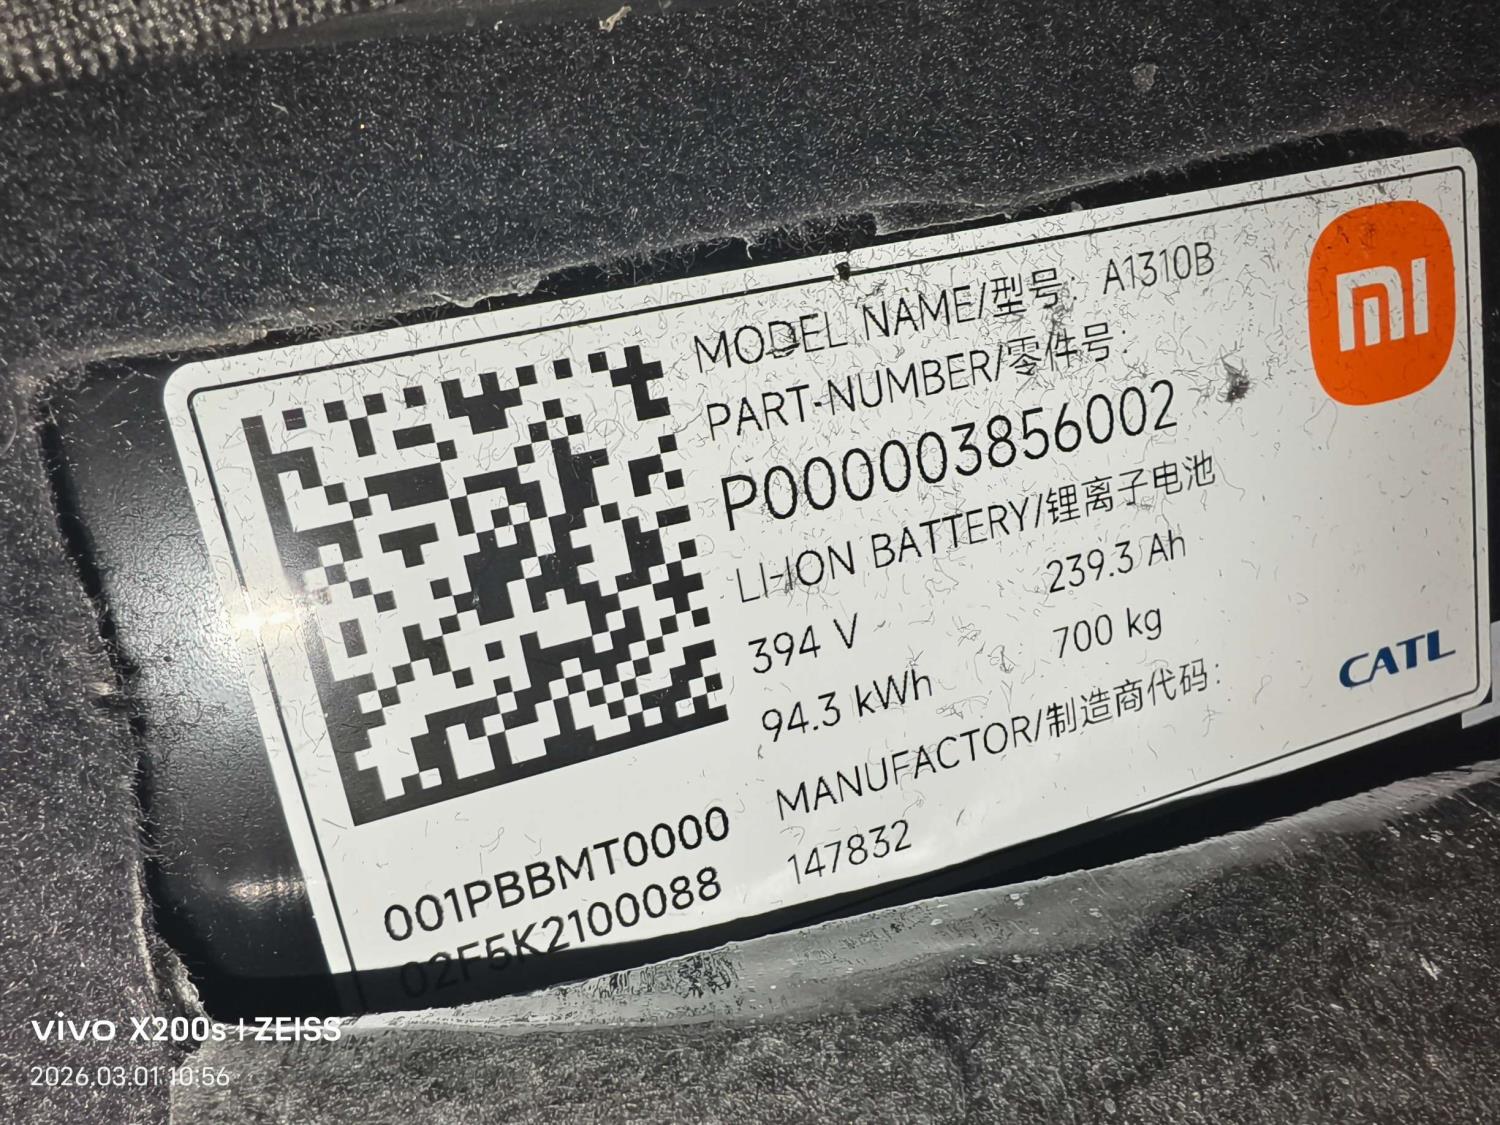 MODEL NAME/型号: A1310B
PART-NUMBER/零件号:
P000003856002
LI-ION BATTERY/锂离子电池
394 V 239.3 Ah
94.3 kWh 700 kg
MANUFACTOR/制造商代码:
147832
001PBBMT0000
02F5K2100088
mi
CATL
vivo X200s | ZEISS
2026.03.01 10:56